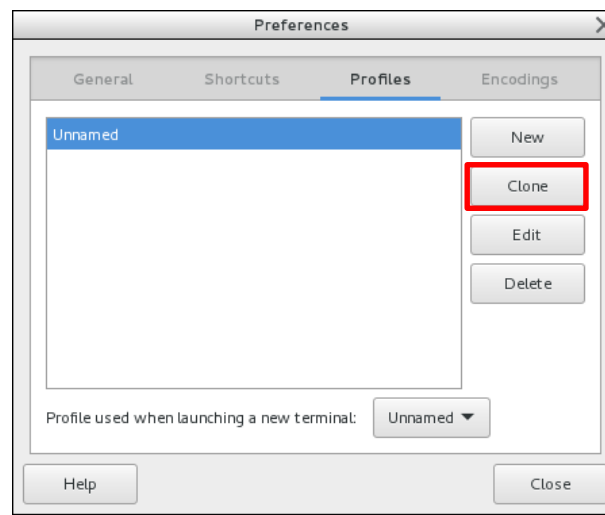 Preferences
General Shortcuts Profiles Encodings
Unnamed
New
Clone
Edit
Delete
Profile used when launching a new terminal: Unnamed
Help Close